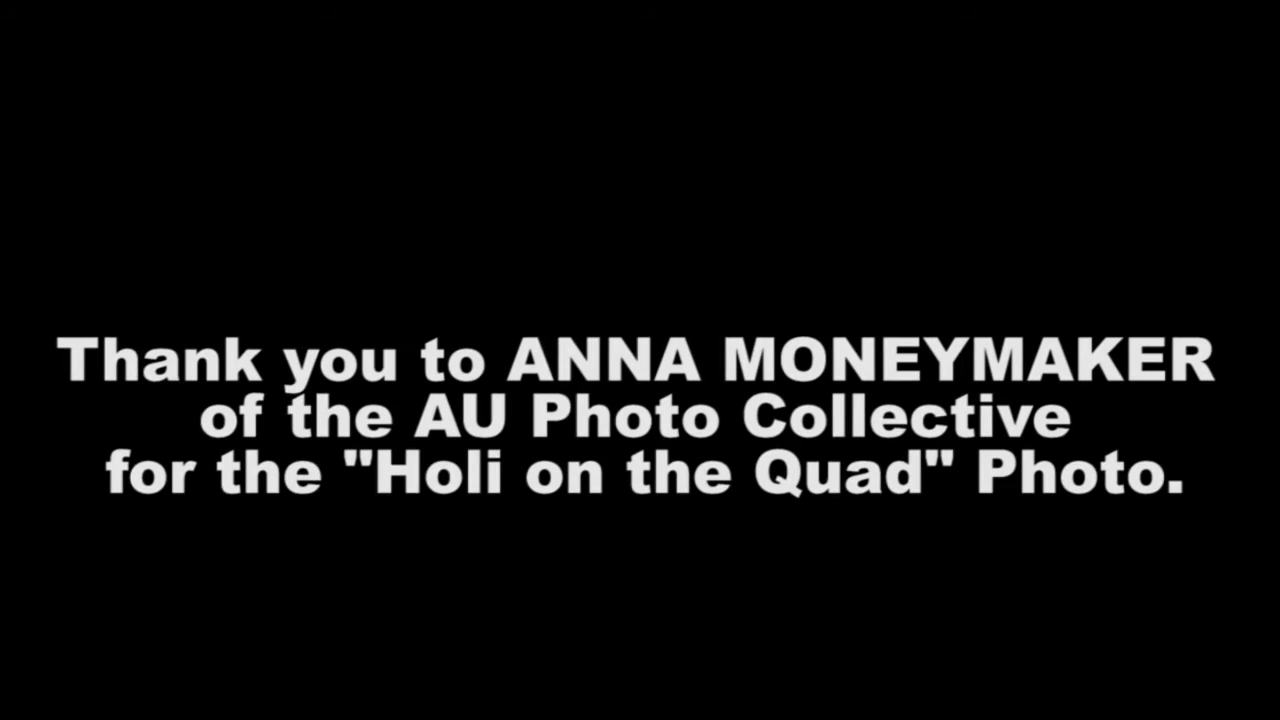 Thank you to ANNA MONEYMAKER
of the AU Photo Collective
for the "Holi on the Quad" Photo.